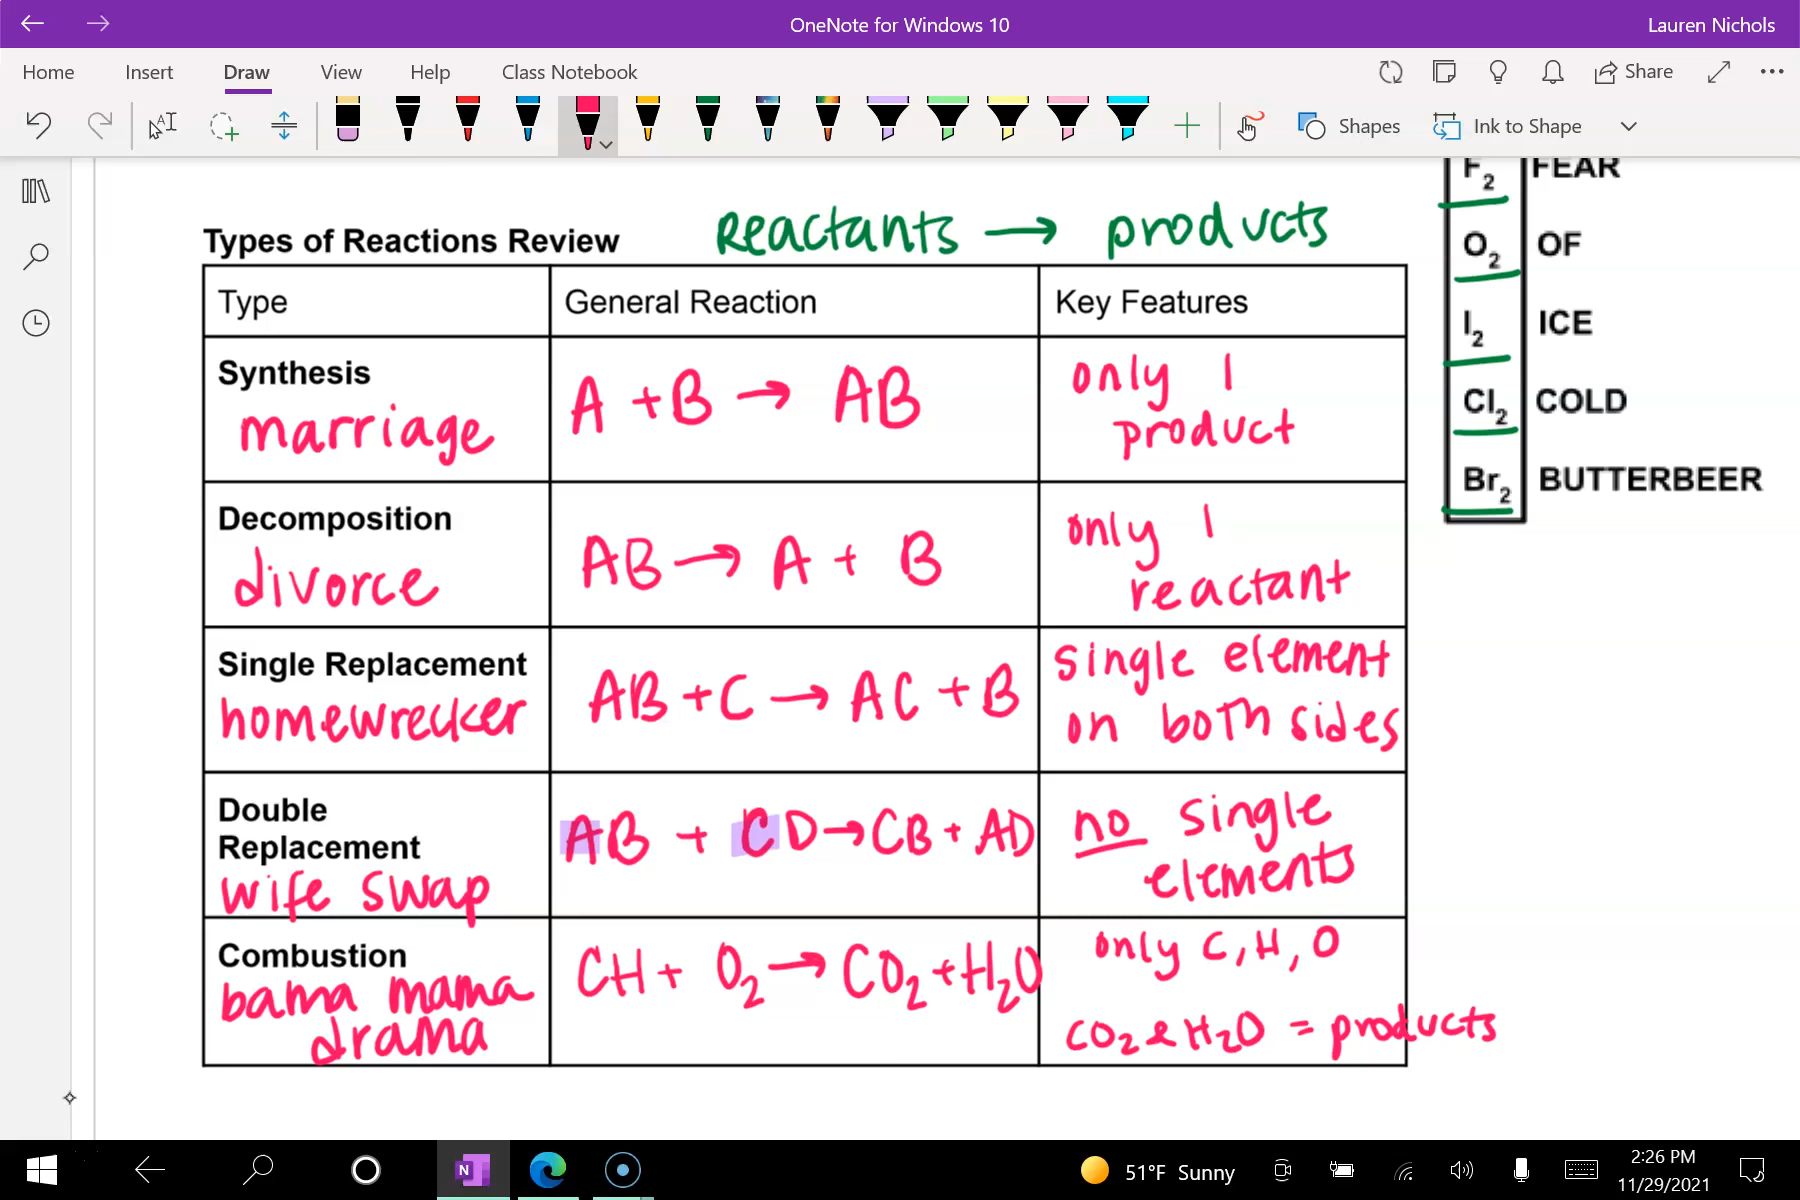 OneNote for Windows 10
Lauren Nichols
Home Insert Draw View Help Class Notebook Share
Shapes Ink to Shape
F2 FEAR
O2 OF
I2 ICE
Cl2 COLD
Br2 BUTTERBEER
Types of Reactions Review reactants → products
Type General Reaction Key Features
Synthesis
marriage
A + B → AB
only 1
product
Decomposition
divorce
AB → A + B
only 1
reactant
Single Replacement
homewrecker
AB + C → AC + B
single element
on both sides
Double
Replacement
wife swap
AB + CD → CB + AD
no single
elements
Combustion
bama mama
drama
CH + O2 → CO2 + H2O
only C, H, O
CO2 & H2O = products
51°F Sunny
2:26 PM
11/29/2021